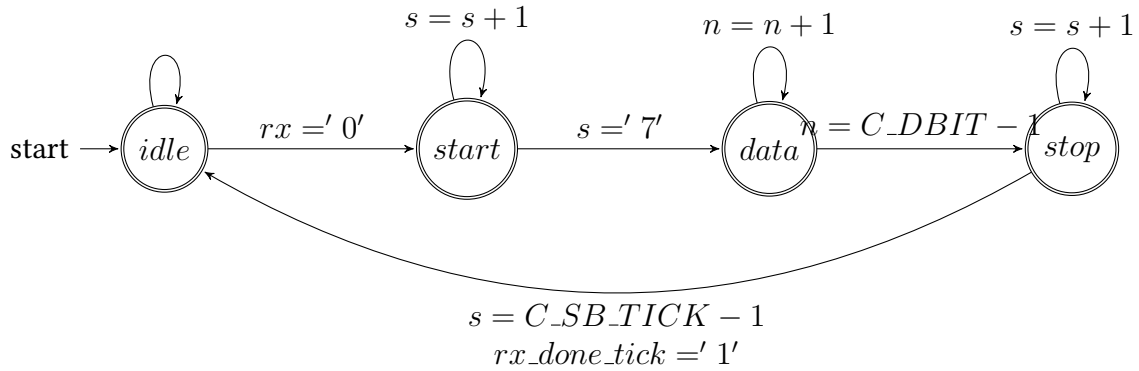 s = s + 1
n = n + 1
s = s + 1
start
idle
rx =' 0'
start
s =' 7'
data
n = C_DBIT − 1
stop
s = C_SB_TICK − 1
rx_done_tick =' 1'